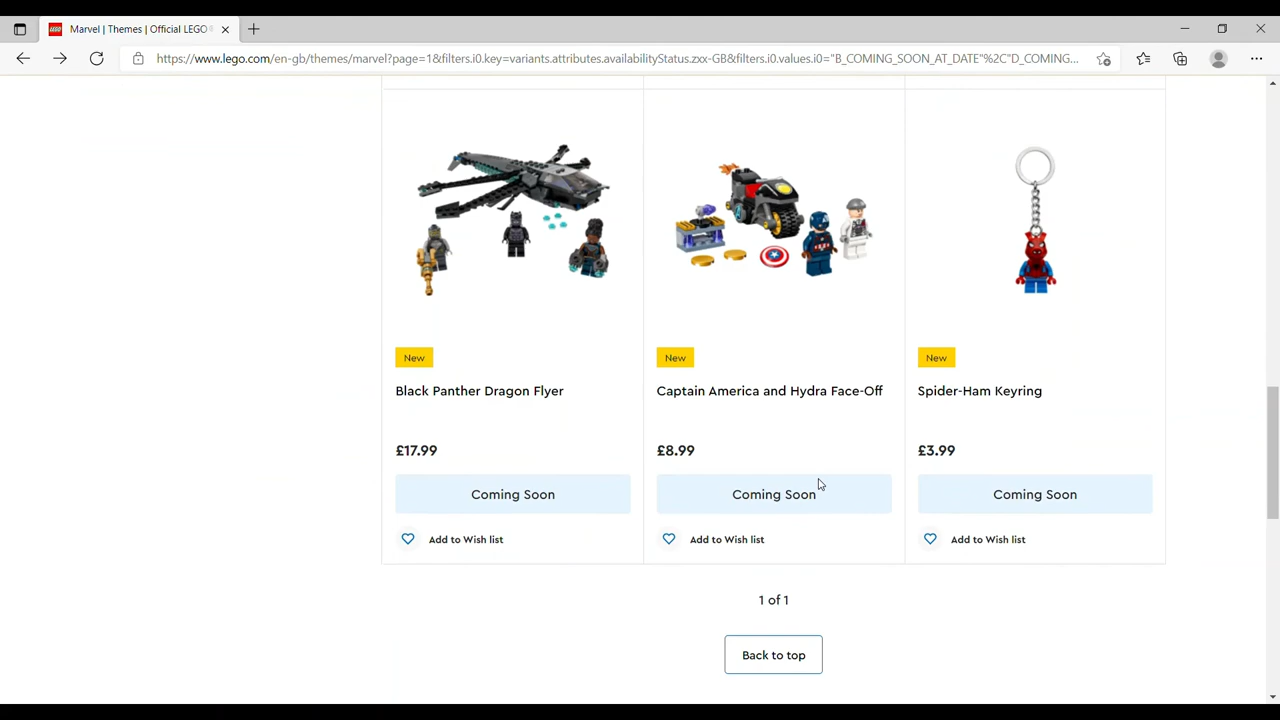 Marvel | Themes | Official LEGO
https://www.lego.com/en-gb/themes/marvel?page=1&filters.i0.key=variants.attributes.availabilityStatus.zxx-GB&filters.i0.values.i0="B_COMING_SOON_AT_DATE"%2C"D_COMING...
New
New
New
Black Panther Dragon Flyer
Captain America and Hydra Face-Off
Spider-Ham Keyring
£17.99
£8.99
£3.99
Coming Soon
Coming Soon
Coming Soon
Add to Wish list
Add to Wish list
Add to Wish list
1 of 1
Back to top